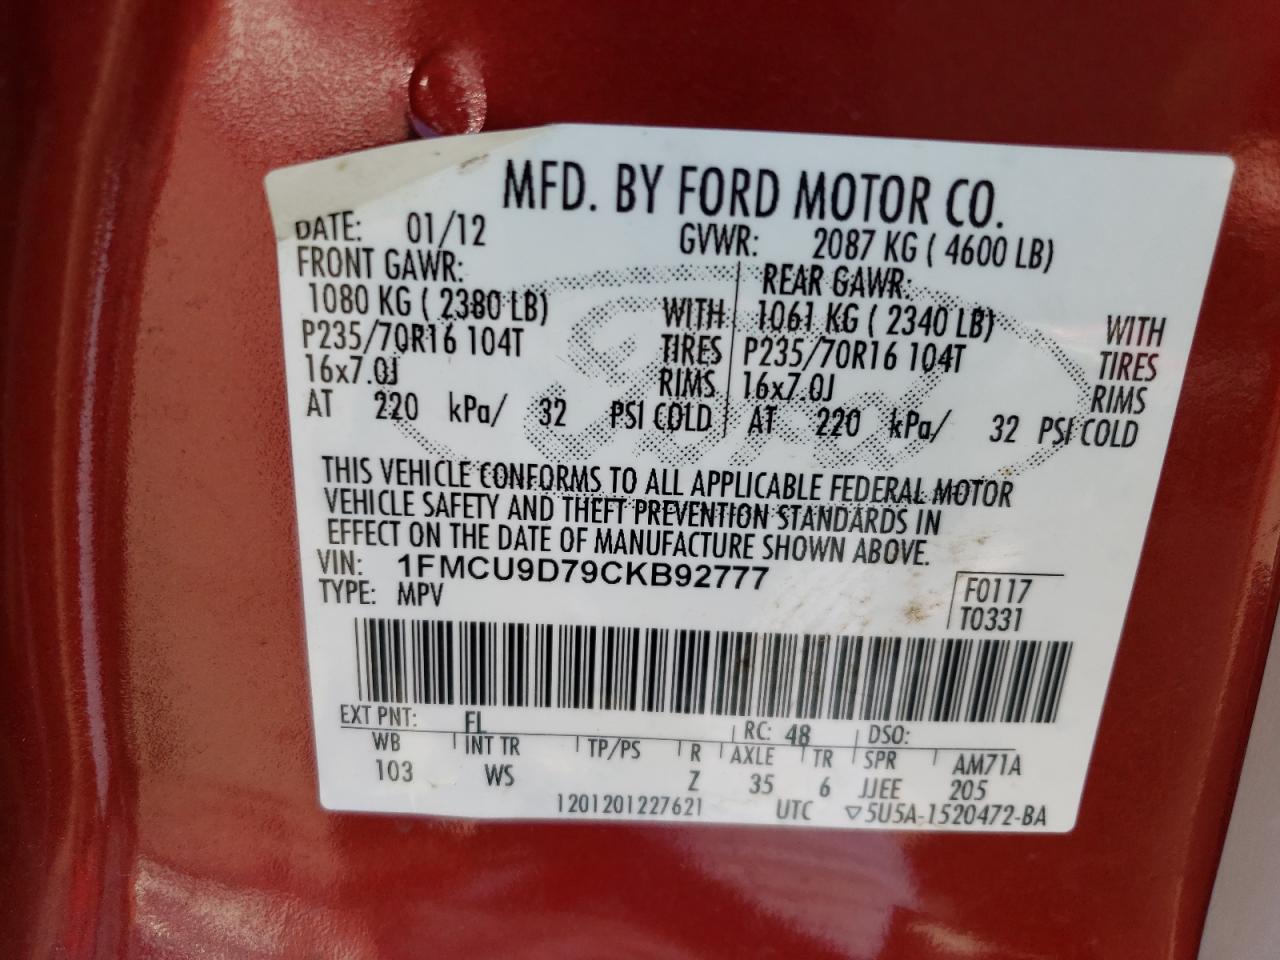 MFD. BY FORD MOTOR CO.
DATE: 01/12 GVWR: 2087 KG ( 4600 LB)
FRONT GAWR: REAR GAWR:
1080 KG ( 2380 LB) WITH 1061 KG ( 2340 LB) WITH
P235/70R16 104T TIRES P235/70R16 104T TIRES
16x7.0J RIMS 16x7.0J RIMS
AT 220 kPa/ 32 PSI COLD AT 220 kPa/ 32 PSI COLD
Ford
THIS VEHICLE CONFORMS TO ALL APPLICABLE FEDERAL MOTOR
VEHICLE SAFETY AND THEFT PREVENTION STANDARDS IN
EFFECT ON THE DATE OF MANUFACTURE SHOWN ABOVE.
VIN: 1FMCU9D79CKB92777 F0117
TYPE: MPV T0331
EXT PNT: FL RC: 48 DSO:
WB INT TR TP/PS R AXLE TR SPR AM71A
103 WS Z 35 6 JJEE 205
1201201227621 UTC ▽5U5A-1520472-BA